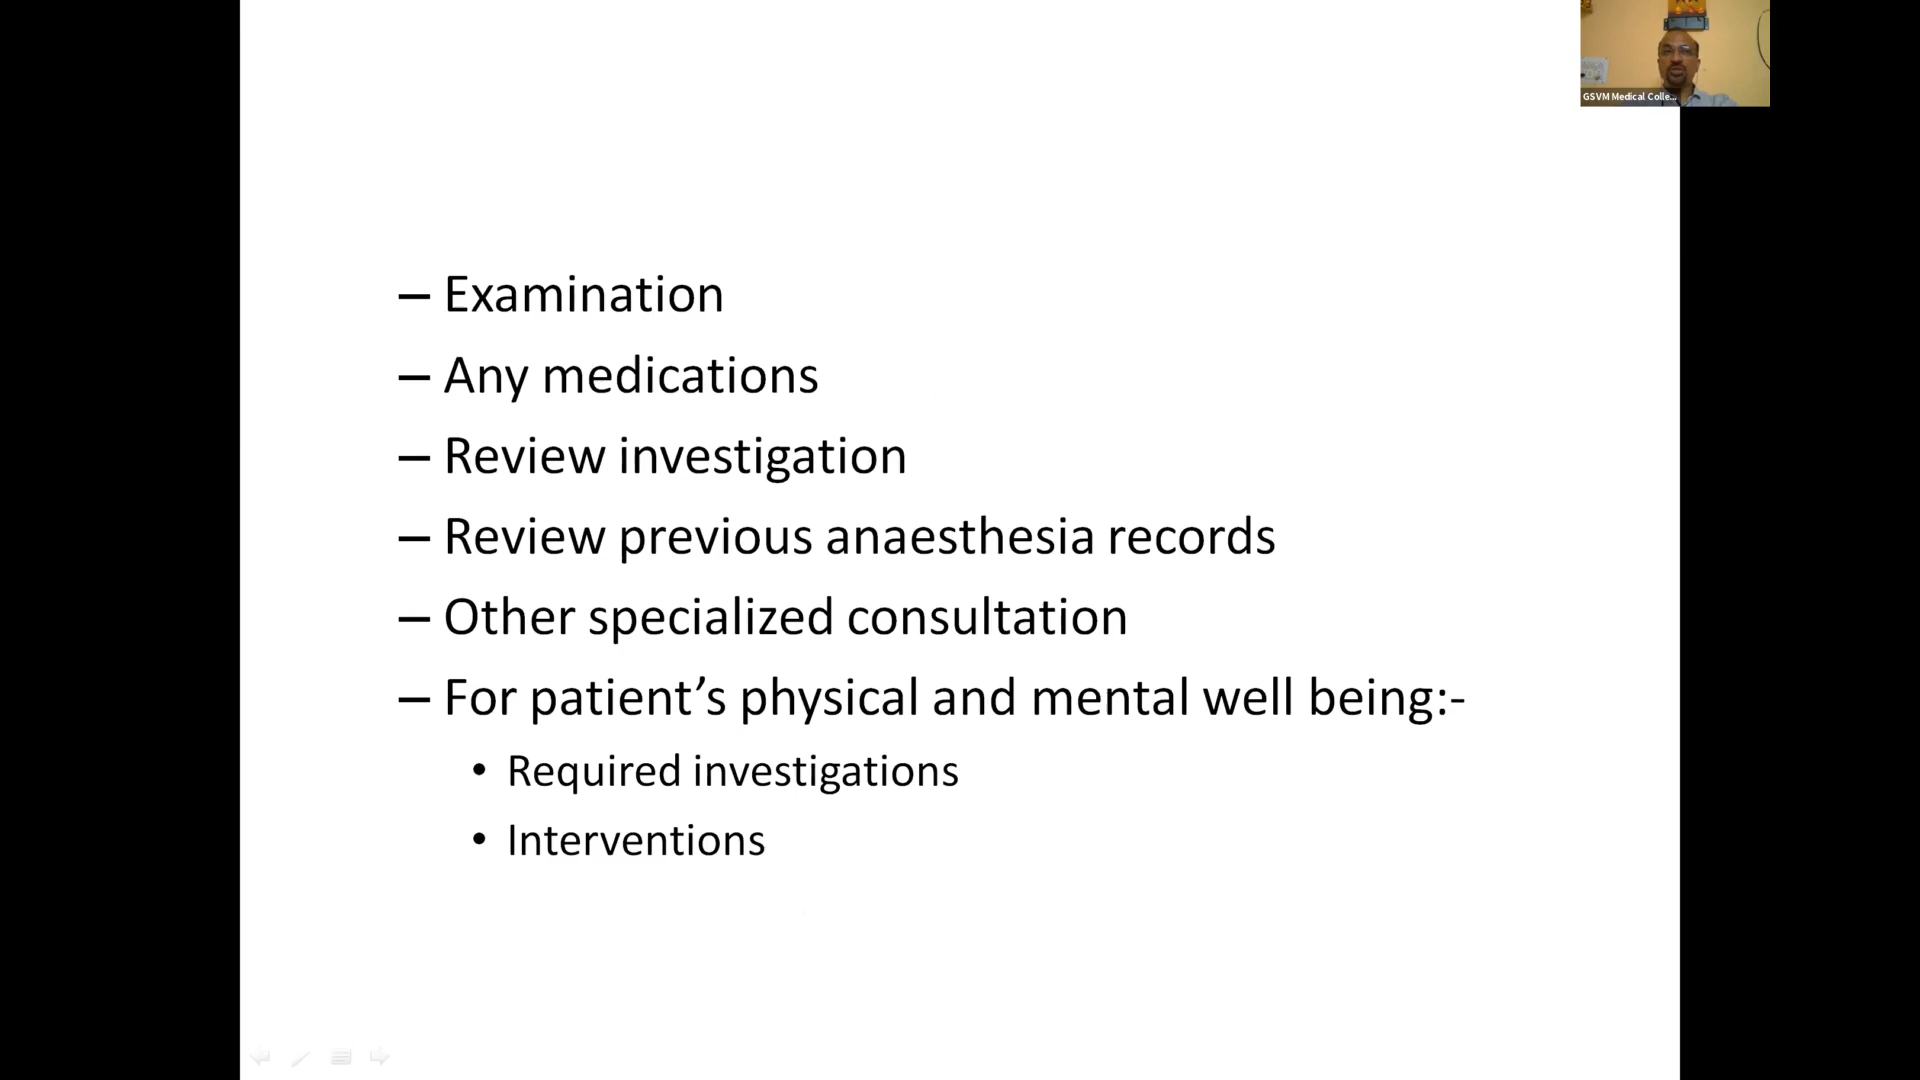 GSVM Medical Colle...
– Examination
– Any medications
– Review investigation
– Review previous anaesthesia records
– Other specialized consultation
– For patient’s physical and mental well being:-
• Required investigations
• Interventions